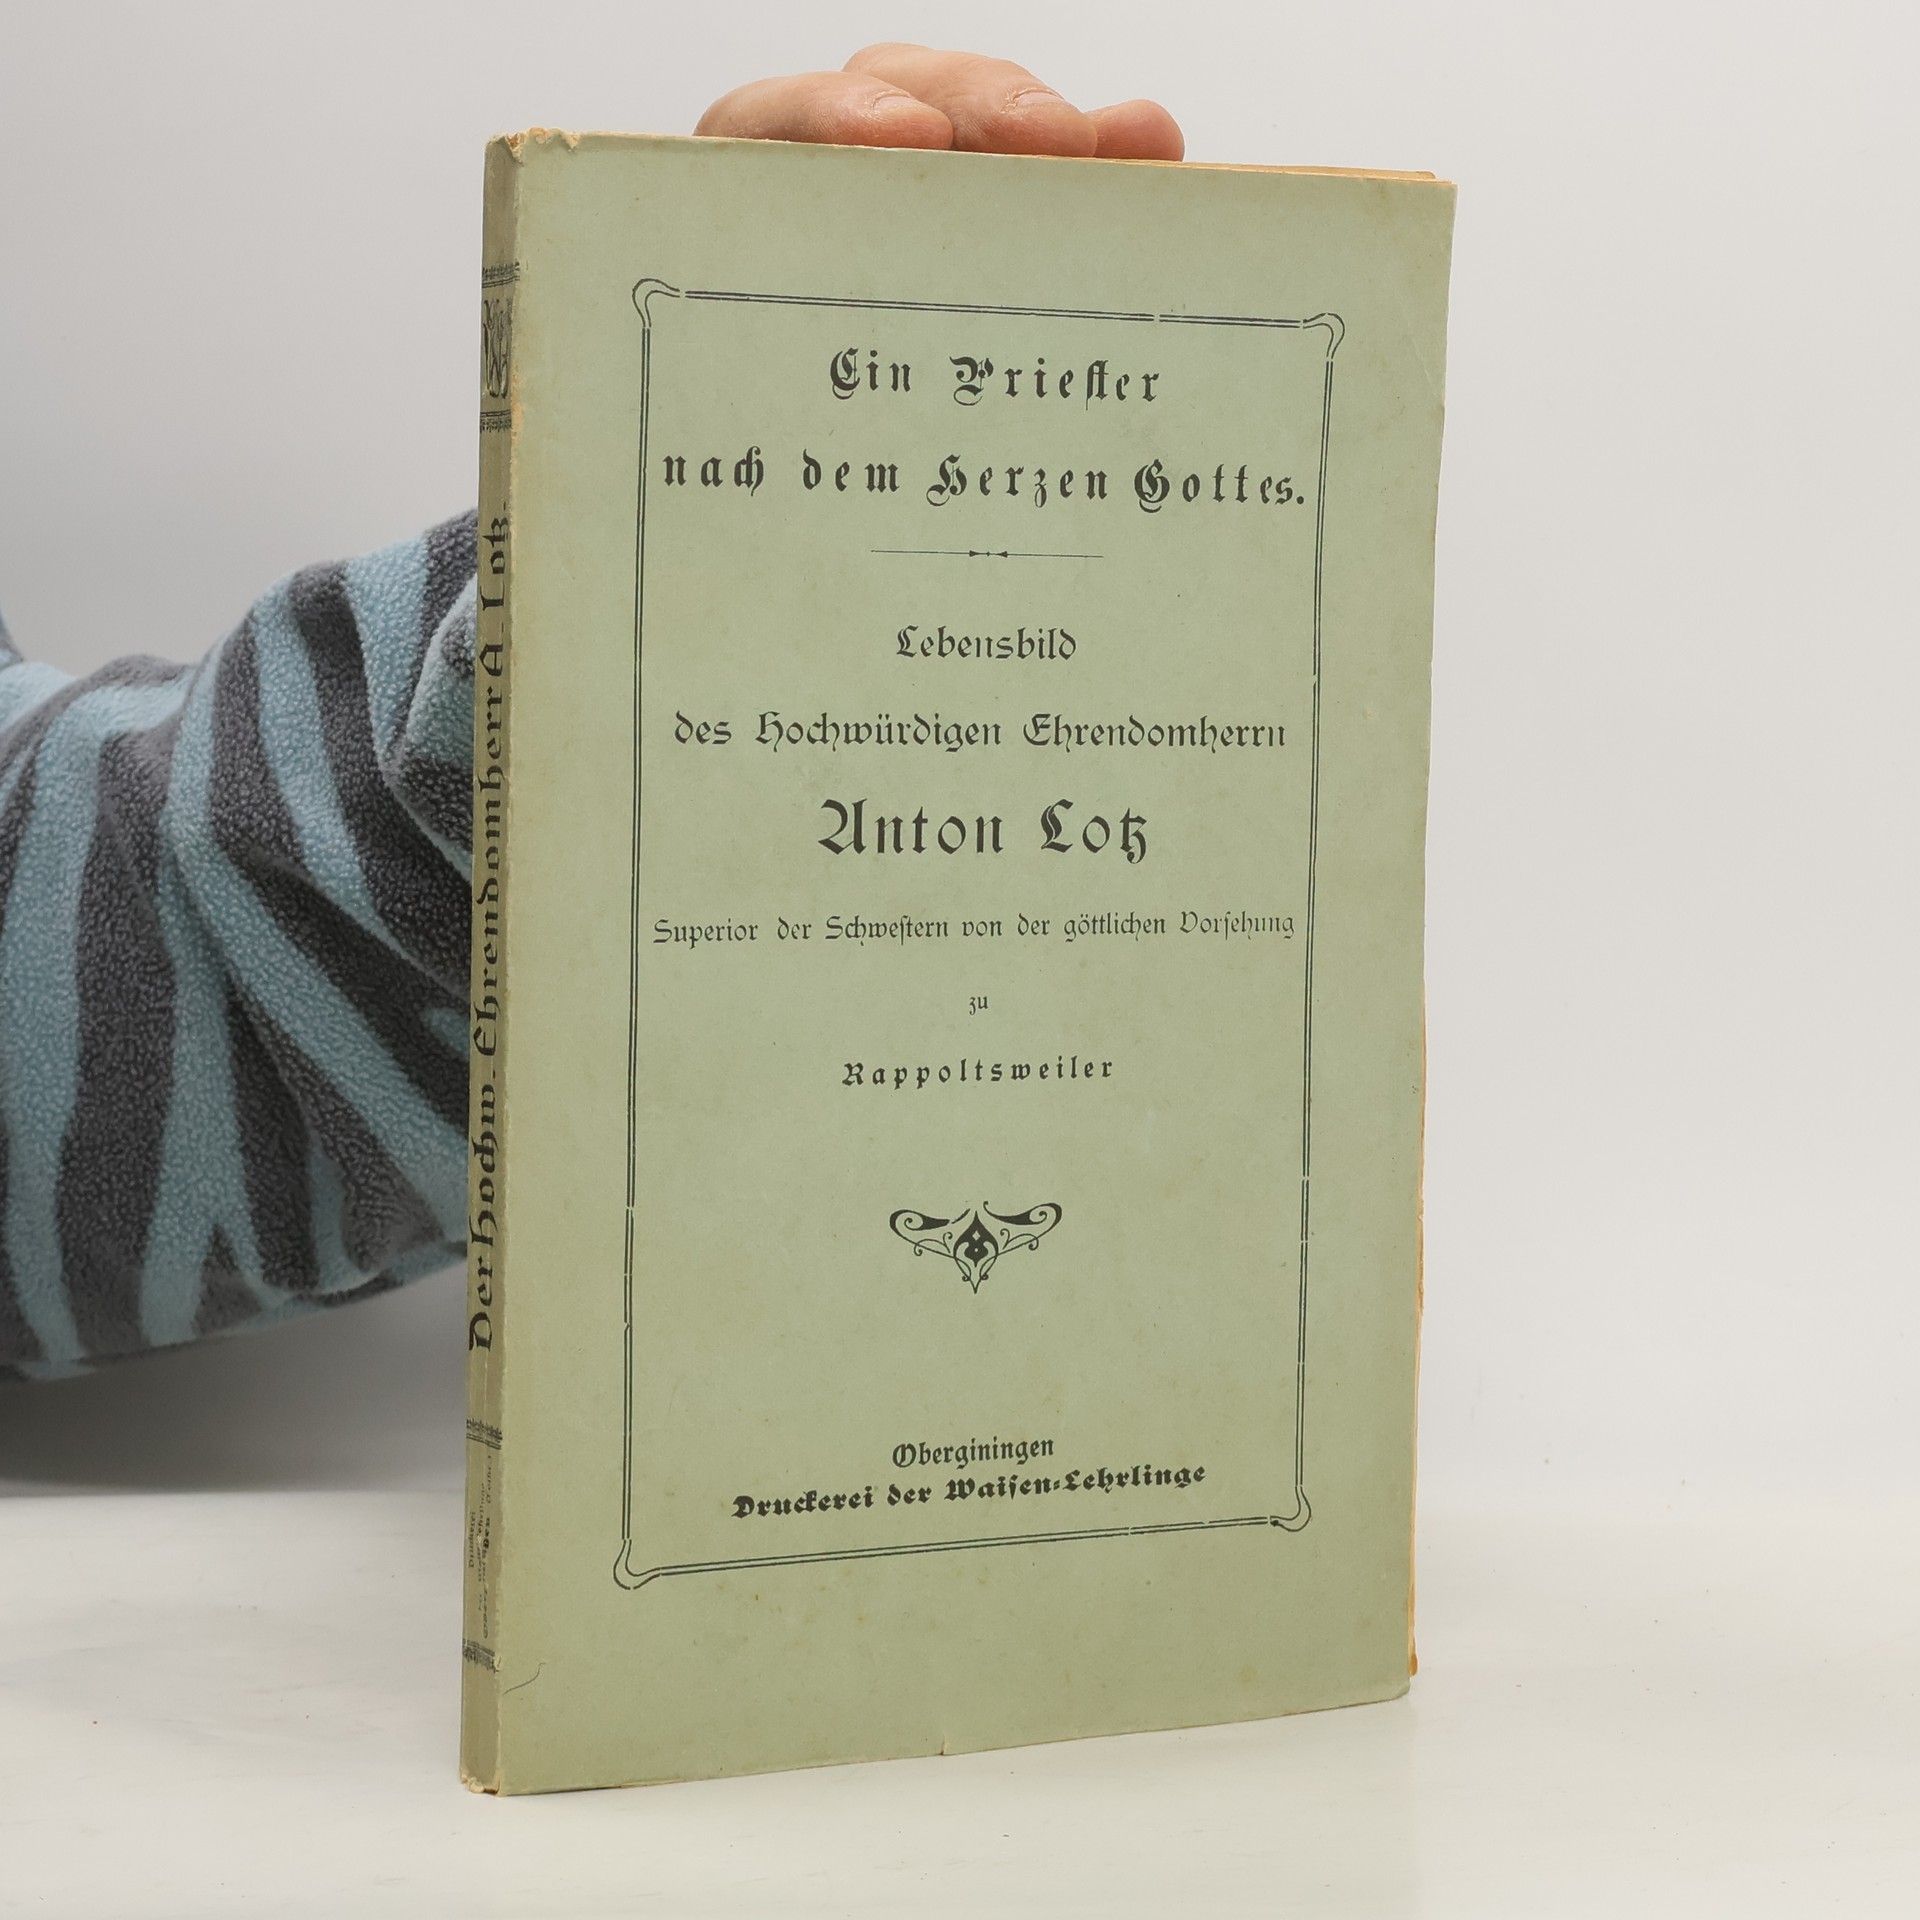 Ein Priester
nach dem Herzen Gottes.
Lebensbild
des Hochwürdigen Ehrendomherrn
Anton Lotz
Superior der Schwestern von der göttlichen Vorsehung
zu
Rappoltsweiler
Oberginingen
Druckerei der Waisen-Lehrlinge
Der hochw. Ehrendomherr A. Lotz.
Druckerei